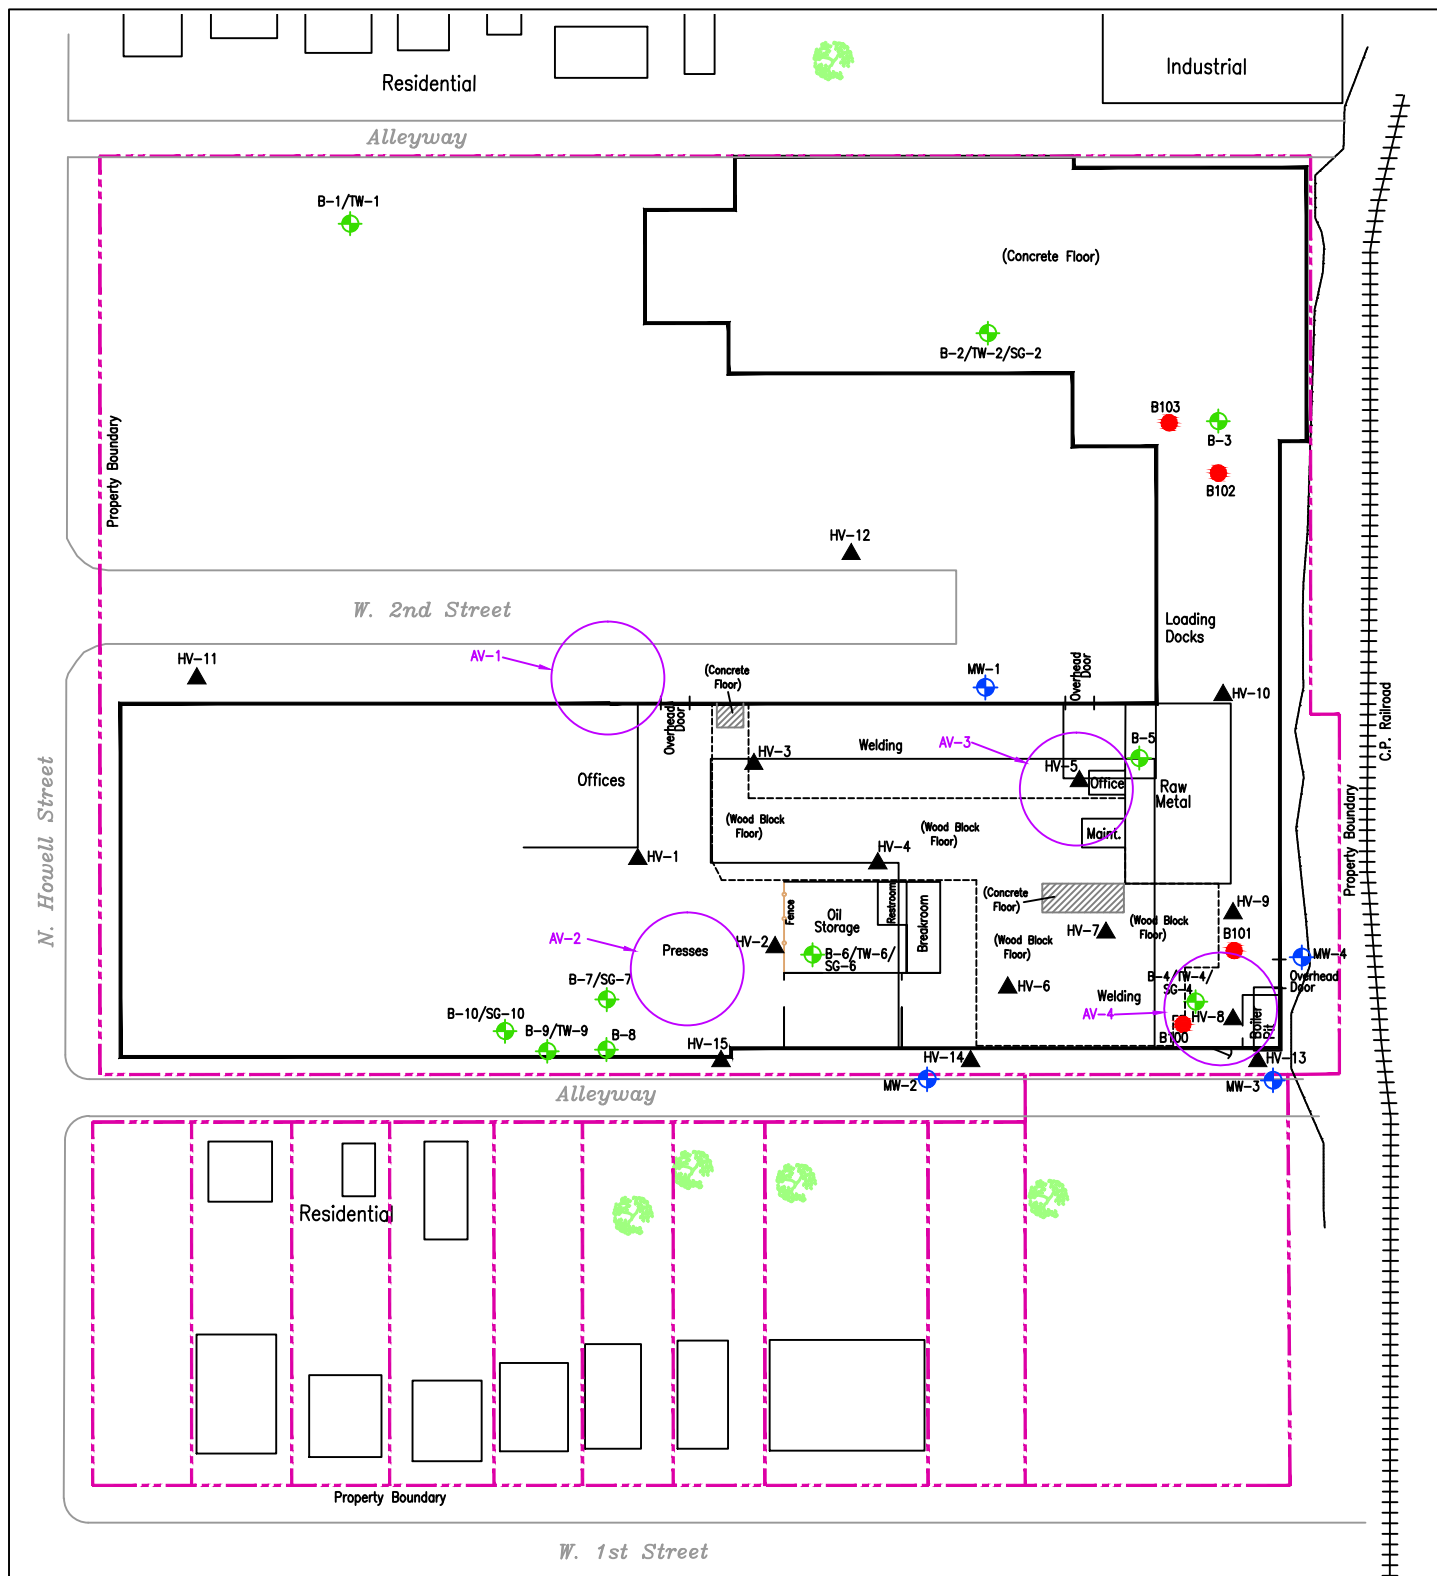 Residential
Industrial
Alleyway
B-1/TW-1
(Concrete Floor)
B-2/TW-2/SG-2
B103
B-3
B102
Property Boundary
HV-12
W. 2nd Street
Loading
Docks
HV-11
AV-1
(Concrete
Floor)
MW-1
Overhead
Door
HV-10
C.P. Railroad
Overhead
Door
Welding
AV-3
B-5
HV-3
HV-5
Offices
Office
Raw
Metal
N. Howell Street
Property Boundary
(Wood Block
Floor)
(Wood Block
Floor)
Maint.
HV-1
HV-4
(Concrete
Floor)
Fence
Oil
Storage
Restroom
Breakroom
HV-9
AV-2
Presses
HV-2
HV-7
(Wood Block
Floor)
B101
(Wood Block
Floor)
MW-4
B-6/TW-6/
SG-6
B-7/SG-7
HV-6
Welding
B-4/TW-4/
SG-4
Overhead
Door
B-10/SG-10
AV-4
HV-8
Boiler
Pit
B-9/TW-9
B-8
B100
HV-15
HV-14
HV-13
MW-2
MW-3
Alleyway
Residential
Property Boundary
W. 1st Street